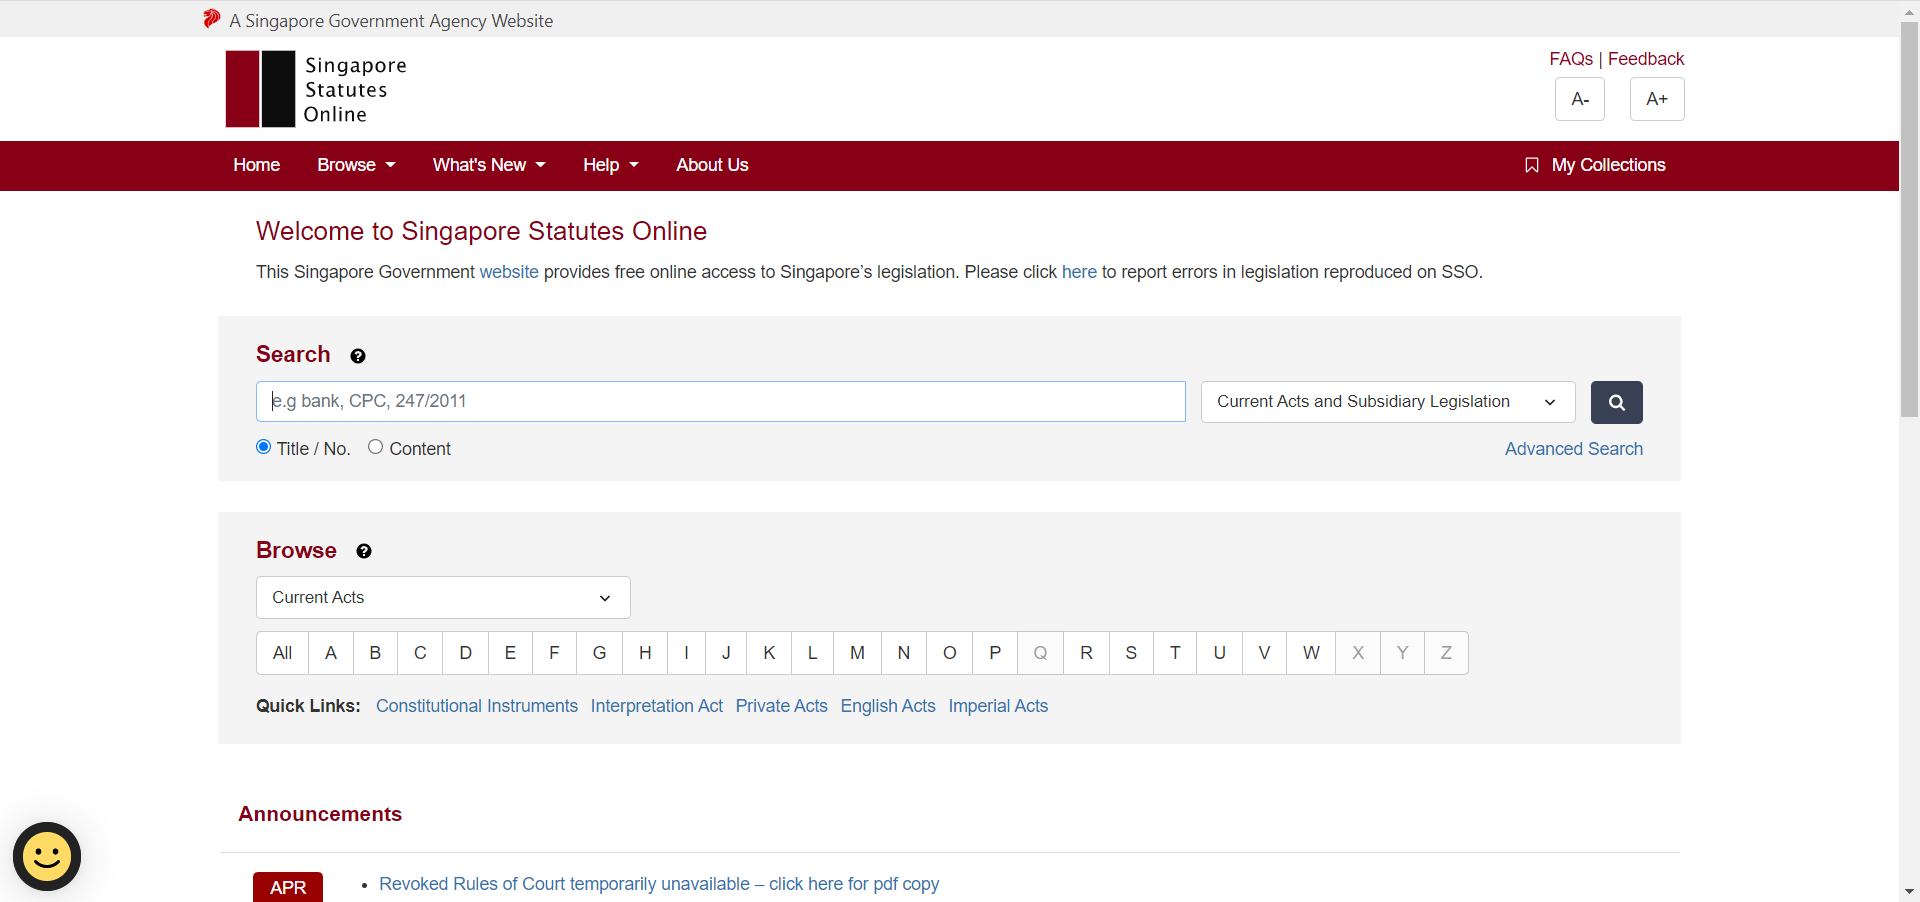 A Singapore Government Agency Website
Singapore
Statutes
Online
FAQs | Feedback
A-
A+
Home
Browse
What's New
Help
About Us
My Collections
Welcome to Singapore Statutes Online
This Singapore Government website provides free online access to Singapore’s legislation. Please click here to report errors in legislation reproduced on SSO.
Search
e.g bank, CPC, 247/2011
Current Acts and Subsidiary Legislation
Title / No.
Content
Advanced Search
Browse
Current Acts
All A B C D E F G H I J K L M N O P Q R S T U V W X Y Z
Quick Links: Constitutional Instruments Interpretation Act Private Acts English Acts Imperial Acts
Announcements
APR
• Revoked Rules of Court temporarily unavailable – click here for pdf copy